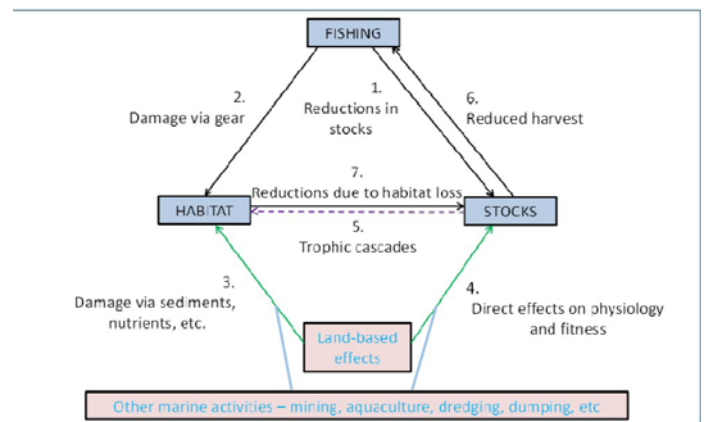 FISHING
2.
Damage via gear
1.
Reductions in
stocks
6.
Reduced harvest
7.
Reductions due to habitat loss
HABITAT
STOCKS
5.
Trophic cascades
3.
Damage via sediments,
nutrients, etc.
4.
Direct effects on physiology
and fitness
Land-based
effects
Other marine activities – mining, aquaculture, dredging, dumping, etc